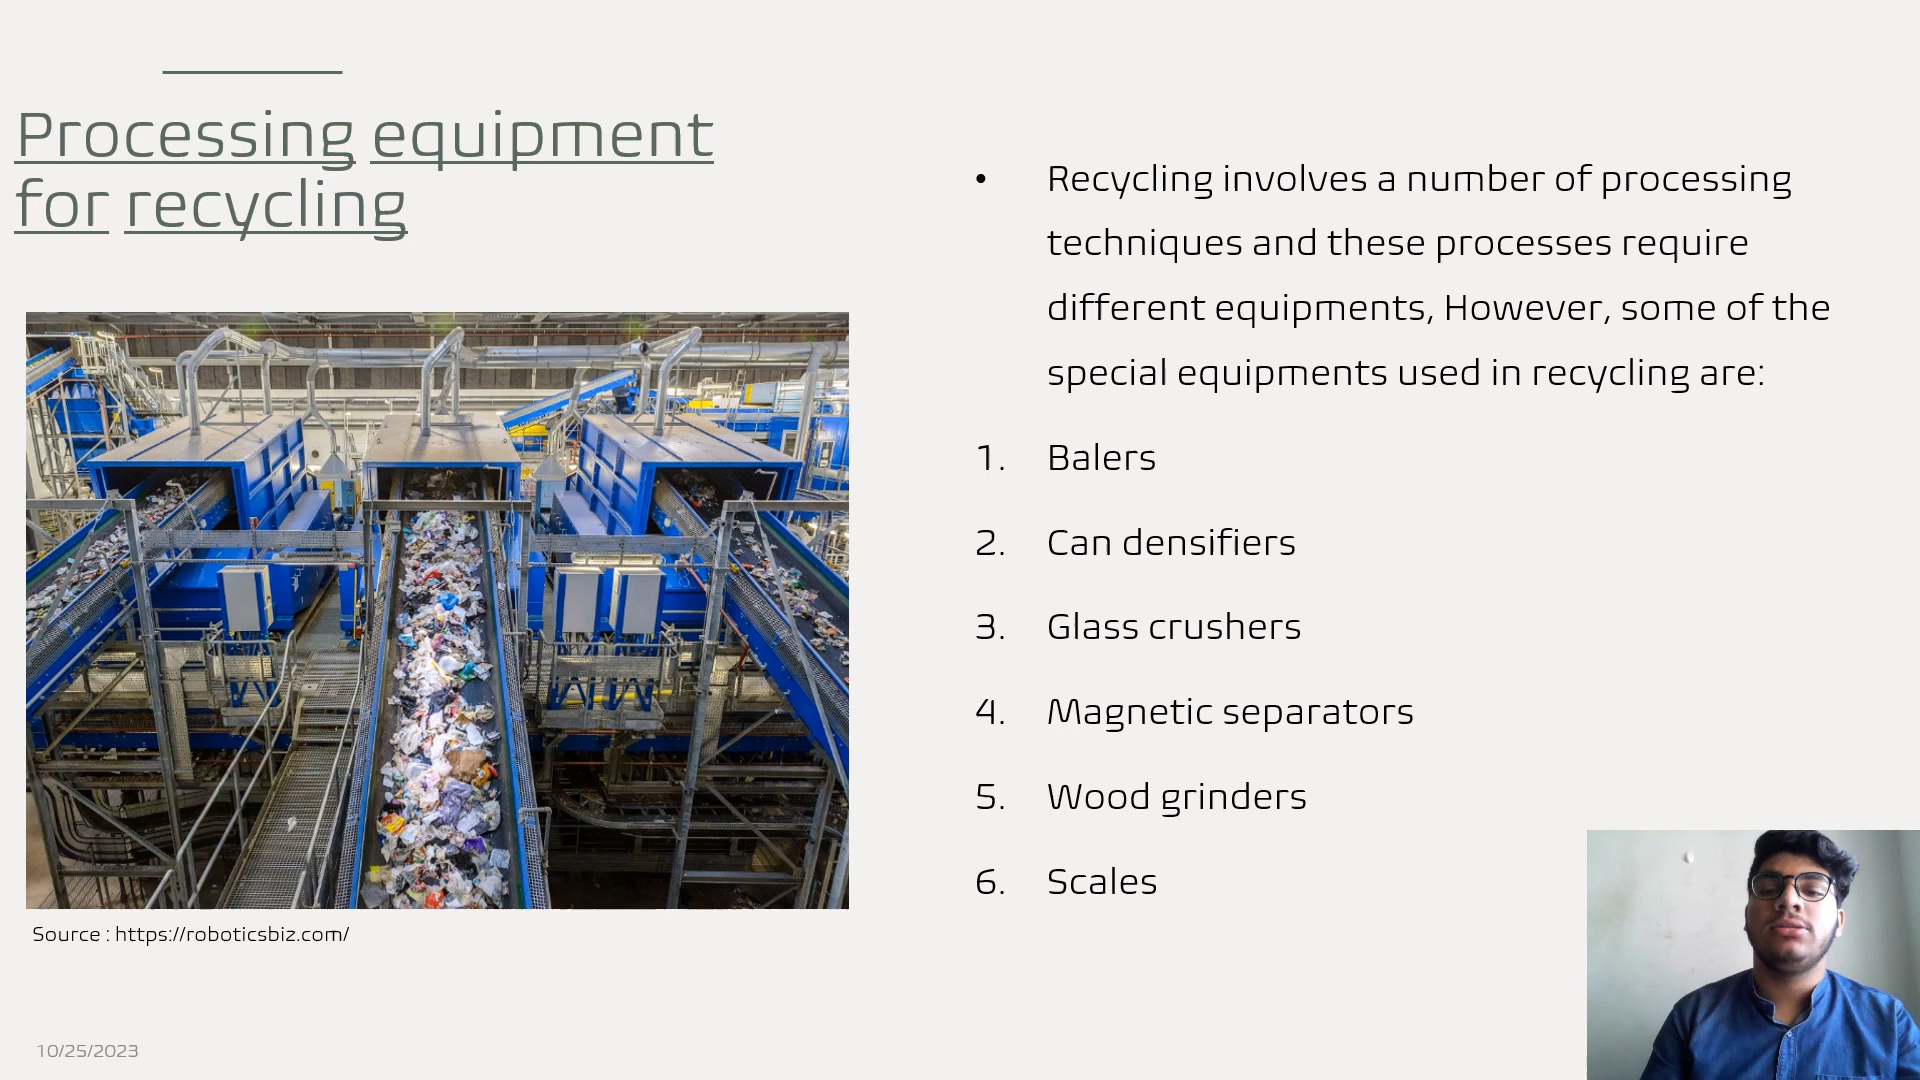 Processing equipment
for recycling
• Recycling involves a number of processing
techniques and these processes require
different equipments, However, some of the
special equipments used in recycling are:
1. Balers
2. Can densifiers
3. Glass crushers
4. Magnetic separators
5. Wood grinders
6. Scales
Source : https://roboticsbiz.com/
10/25/2023